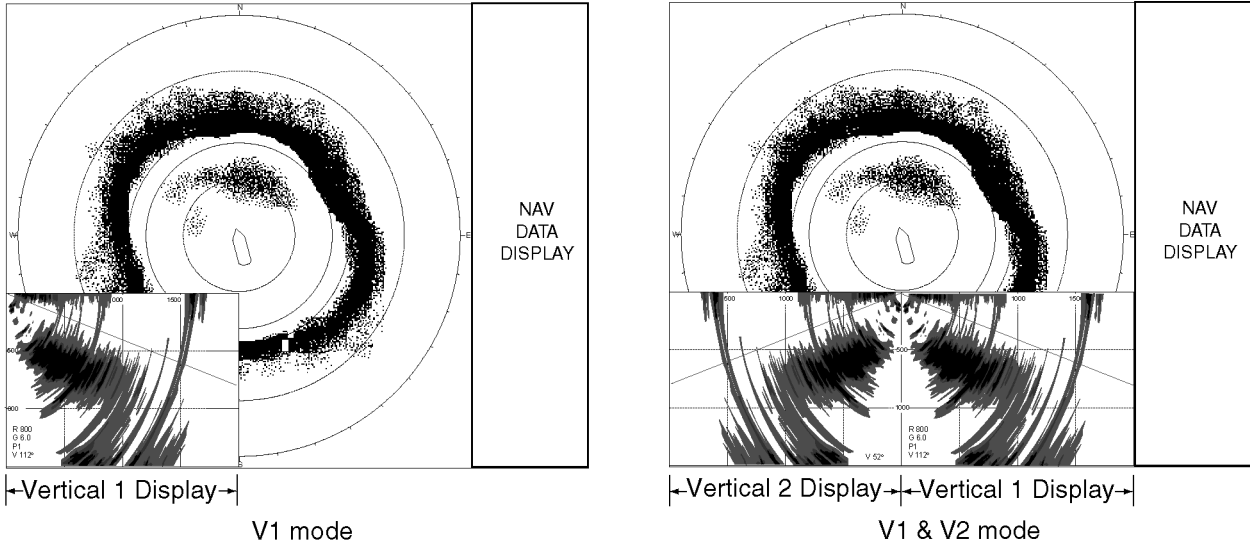 N
W
E
S
NAV
DATA
DISPLAY
1500
500
800
R 800
G 6.0
P1
V 112°
Vertical 1 Display
V1 mode
N
W
E
NAV
DATA
DISPLAY
500
1000
1000
1500
500
1000
V 52°
R 800
G 6.0
P1
V 112°
Vertical 2 Display
Vertical 1 Display
V1 & V2 mode